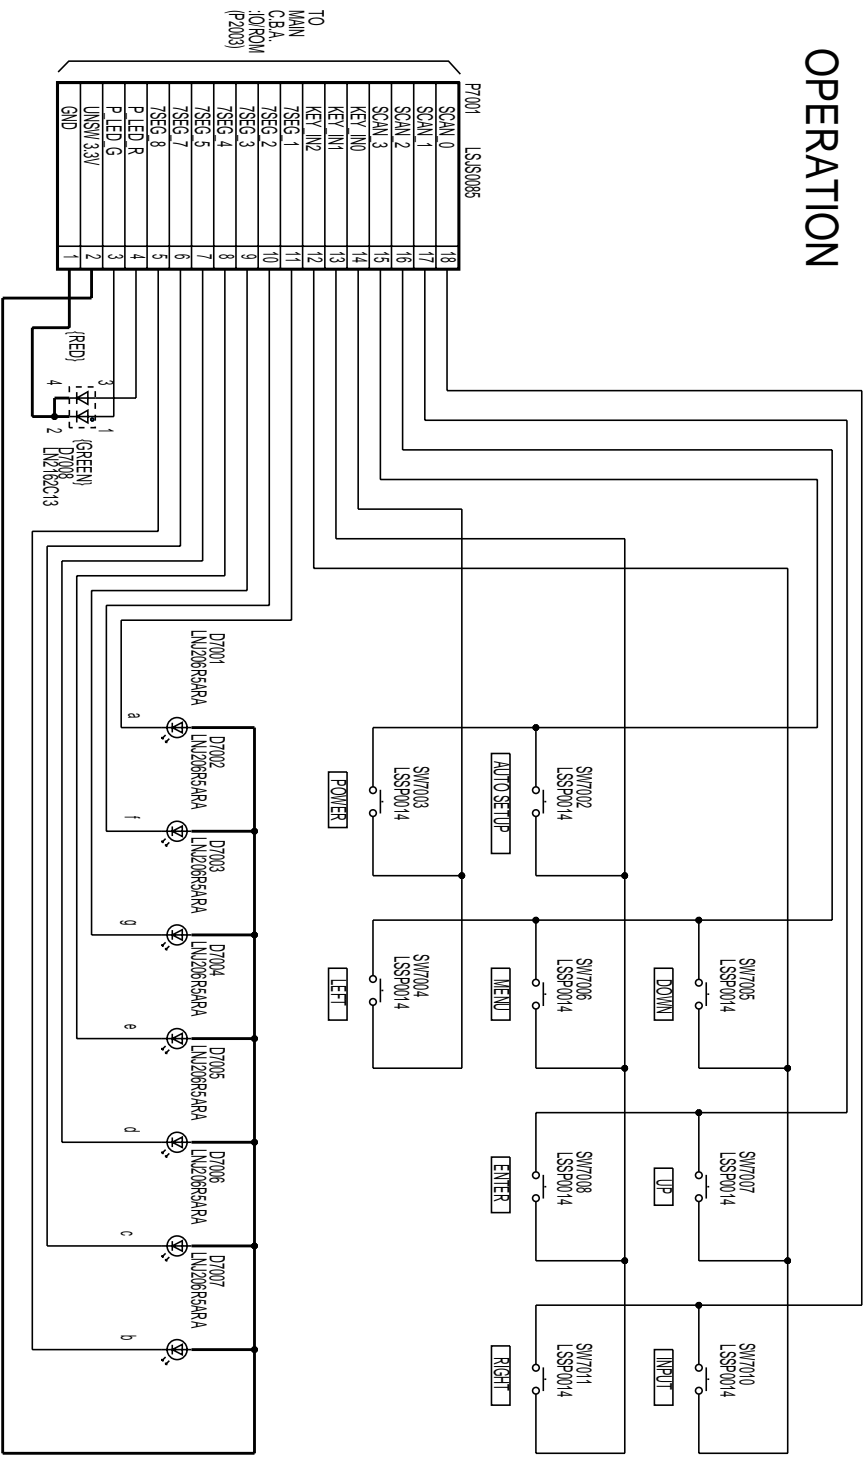 OPERATION
TO
MAIN
C.B.A.
:IO/ROM
(P2003)
P7001 LSJS0085
SCAN_0 18
SCAN_1 17
SCAN_2 16
SCAN_3 15
KEY_IN0 14
KEY_IN1 13
KEY_IN2 12
7SEG_1 11
7SEG_2 10
7SEG_3 9
7SEG_4 8
7SEG_5 7
7SEG_7 6
7SEG_8 5
P_LED_R 4
P_LED_G 3
UNSW 3.3V 2
GND 1
SW7005
LSSP0014
DOWN
SW7007
LSSP0014
UP
SW7010
LSSP0014
INPUT
SW7002
LSSP0014
AUTO SETUP
SW7006
LSSP0014
MENU
SW7008
LSSP0014
ENTER
SW7011
LSSP0014
RIGHT
SW7003
LSSP0014
POWER
SW7004
LSSP0014
LEFT
D7001
LNJ206R5ARA
D7002
LNJ206R5ARA
D7003
LNJ206R5ARA
D7004
LNJ206R5ARA
D7005
LNJ206R5ARA
D7006
LNJ206R5ARA
D7007
LNJ206R5ARA
a
f
g
e
d
c
b
(RED)
3
1
4
2
(GREEN)
D7008
LN2162C13